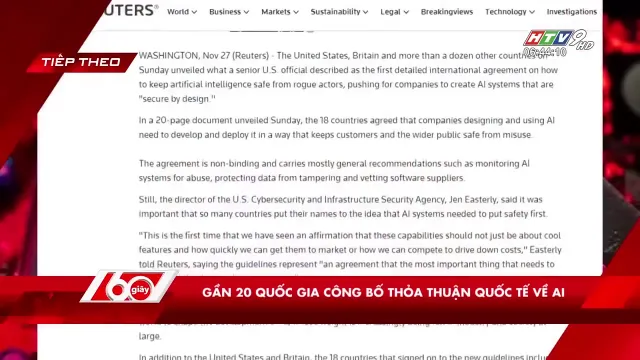 REUTERS®
World Business Markets Sustainability Legal Breakingviews Technology Investigations
HTV9 HD
05:44:10
TIẾP THEO
WASHINGTON, Nov 27 (Reuters) - The United States, Britain and more than a dozen other countries on
Sunday unveiled what a senior U.S. official described as the first detailed international agreement on how
to keep artificial intelligence safe from rogue actors, pushing for companies to create AI systems that are
"secure by design."
In a 20-page document unveiled Sunday, the 18 countries agreed that companies designing and using AI
need to develop and deploy it in a way that keeps customers and the wider public safe from misuse.
The agreement is non-binding and carries mostly general recommendations such as monitoring AI
systems for abuse, protecting data from tampering and vetting software suppliers.
Still, the director of the U.S. Cybersecurity and Infrastructure Security Agency, Jen Easterly, said it was
important that so many countries put their names to the idea that AI systems needed to put safety first.
"This is the first time that we have seen an affirmation that these capabilities should not just be about cool
features and how quickly we can get them to market or how we can compete to drive down costs," Easterly
told Reuters, saying the guidelines represent "an agreement that the most important thing that needs to
60 giây
GẦN 20 QUỐC GIA CÔNG BỐ THỎA THUẬN QUỐC TẾ VỀ AI
large.
In addition to the United States and Britain, the 18 countries that signed on to the new guidelines include